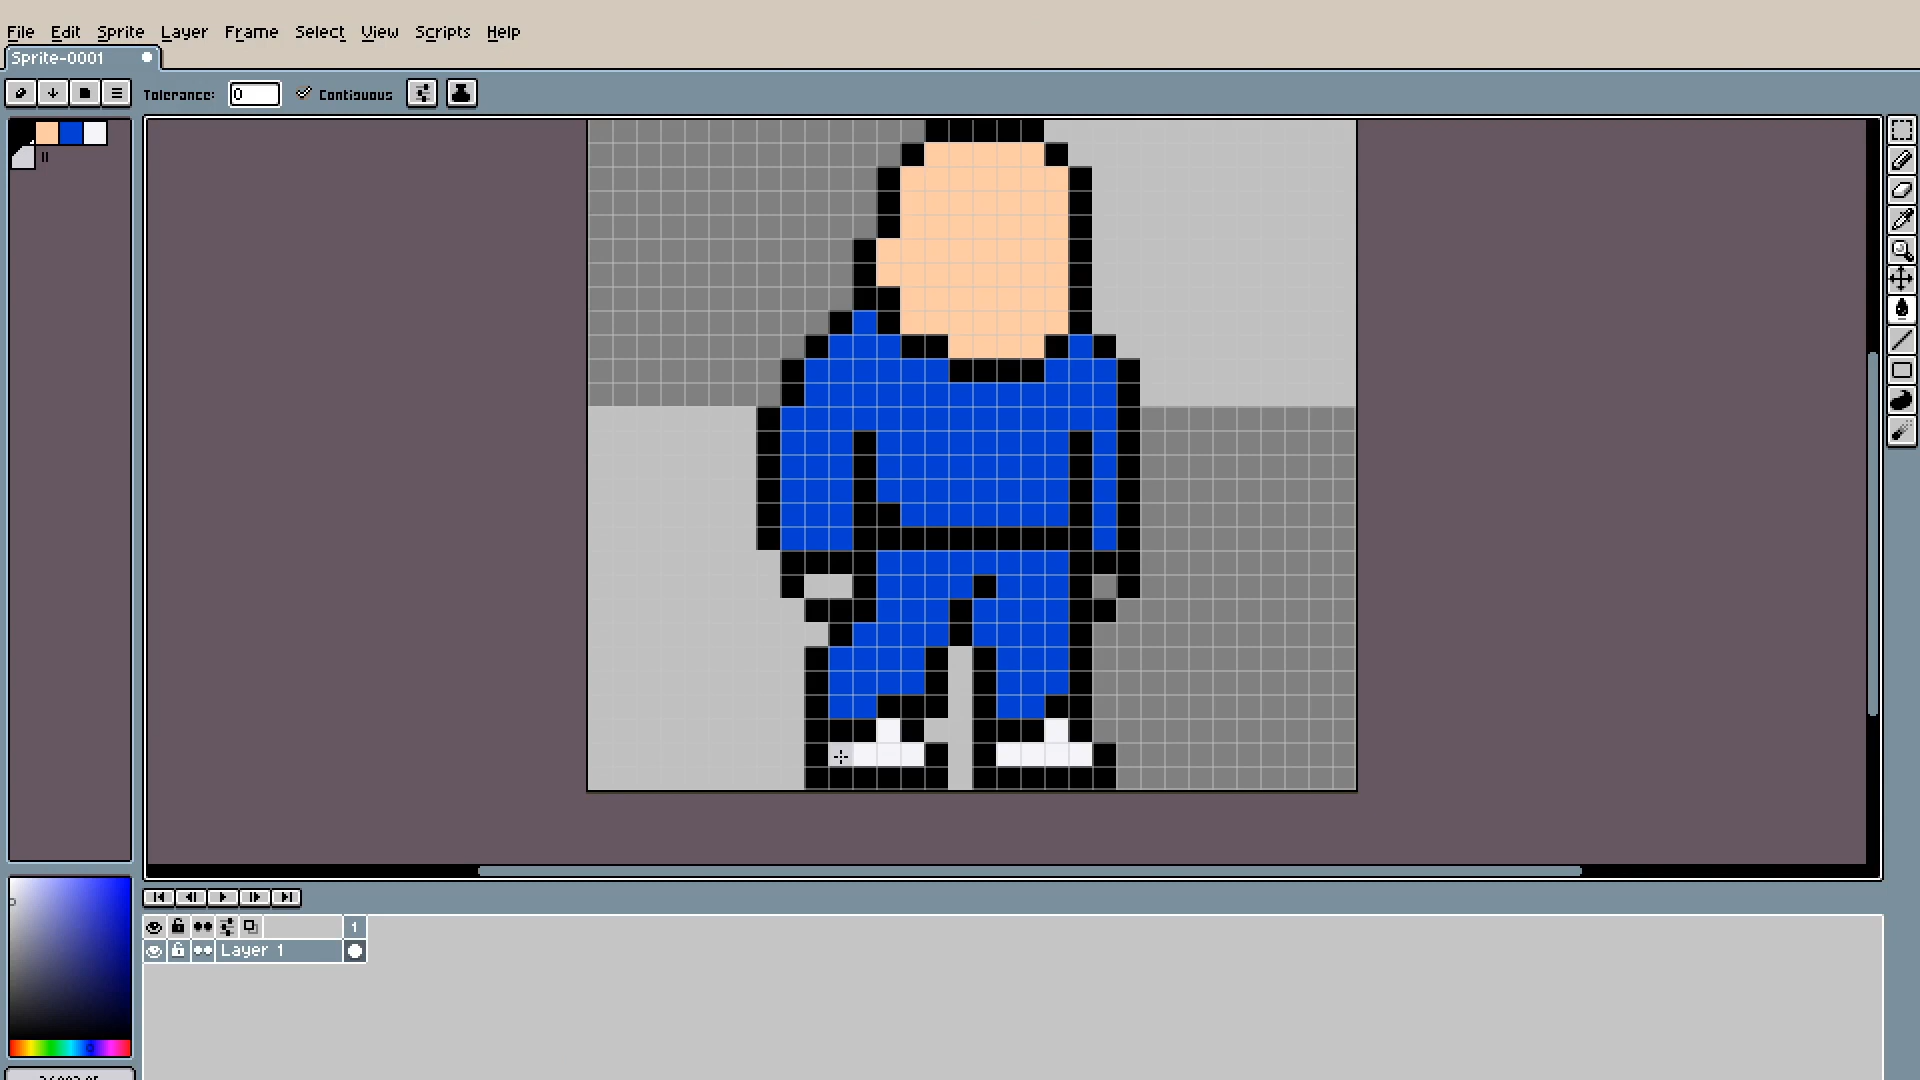 File Edit Sprite Layer Frame Select View Scripts Help
Sprite-0001
Tolerance: 0 Contiguous
1
Layer 1